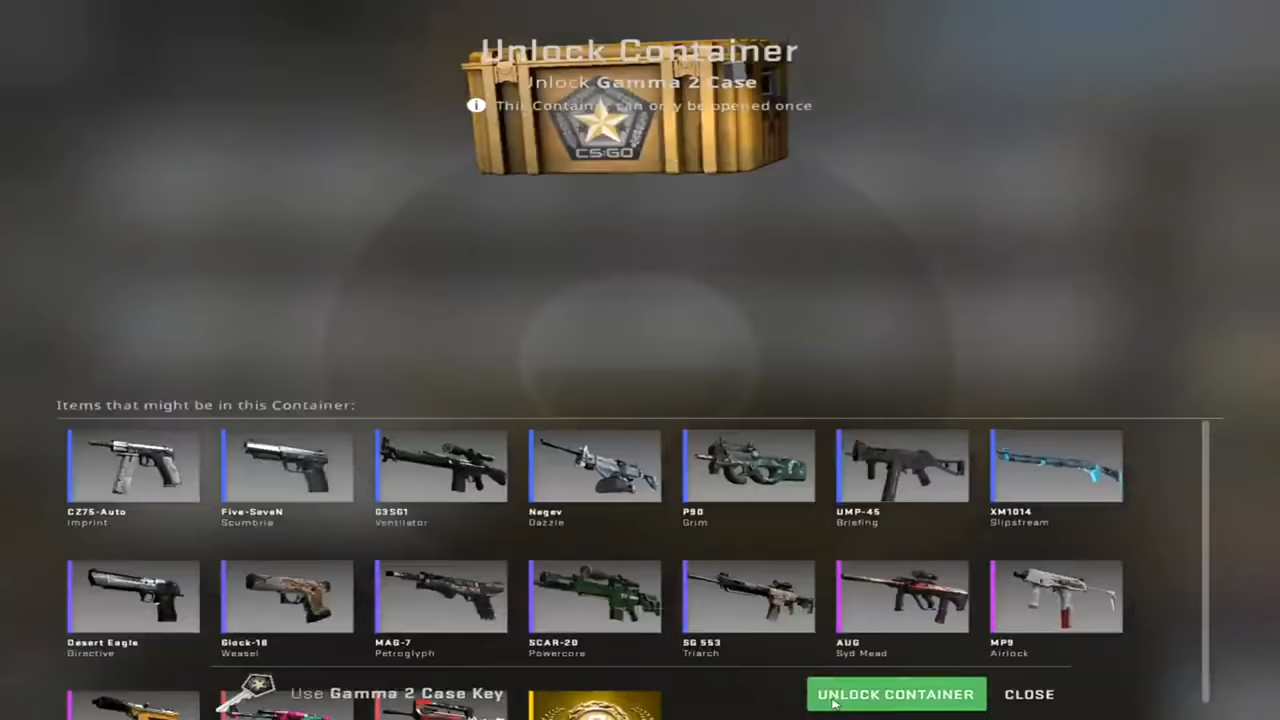 Unlock Container
Unlock Gamma 2 Case
This Container can only be opened once
CS:GO
Items that might be in this Container:
CZ75-Auto
Imprint
Five-SeveN
Scumbria
G3SG1
Ventilator
Negev
Dazzle
P90
Grim
UMP-45
Briefing
XM1014
Slipstream
Desert Eagle
Directive
Glock-18
Weasel
MAG-7
Petroglyph
SCAR-20
Powercore
SG 553
Triarch
AUG
Syd Mead
MP9
Airlock
Use Gamma 2 Case Key
UNLOCK CONTAINER
CLOSE